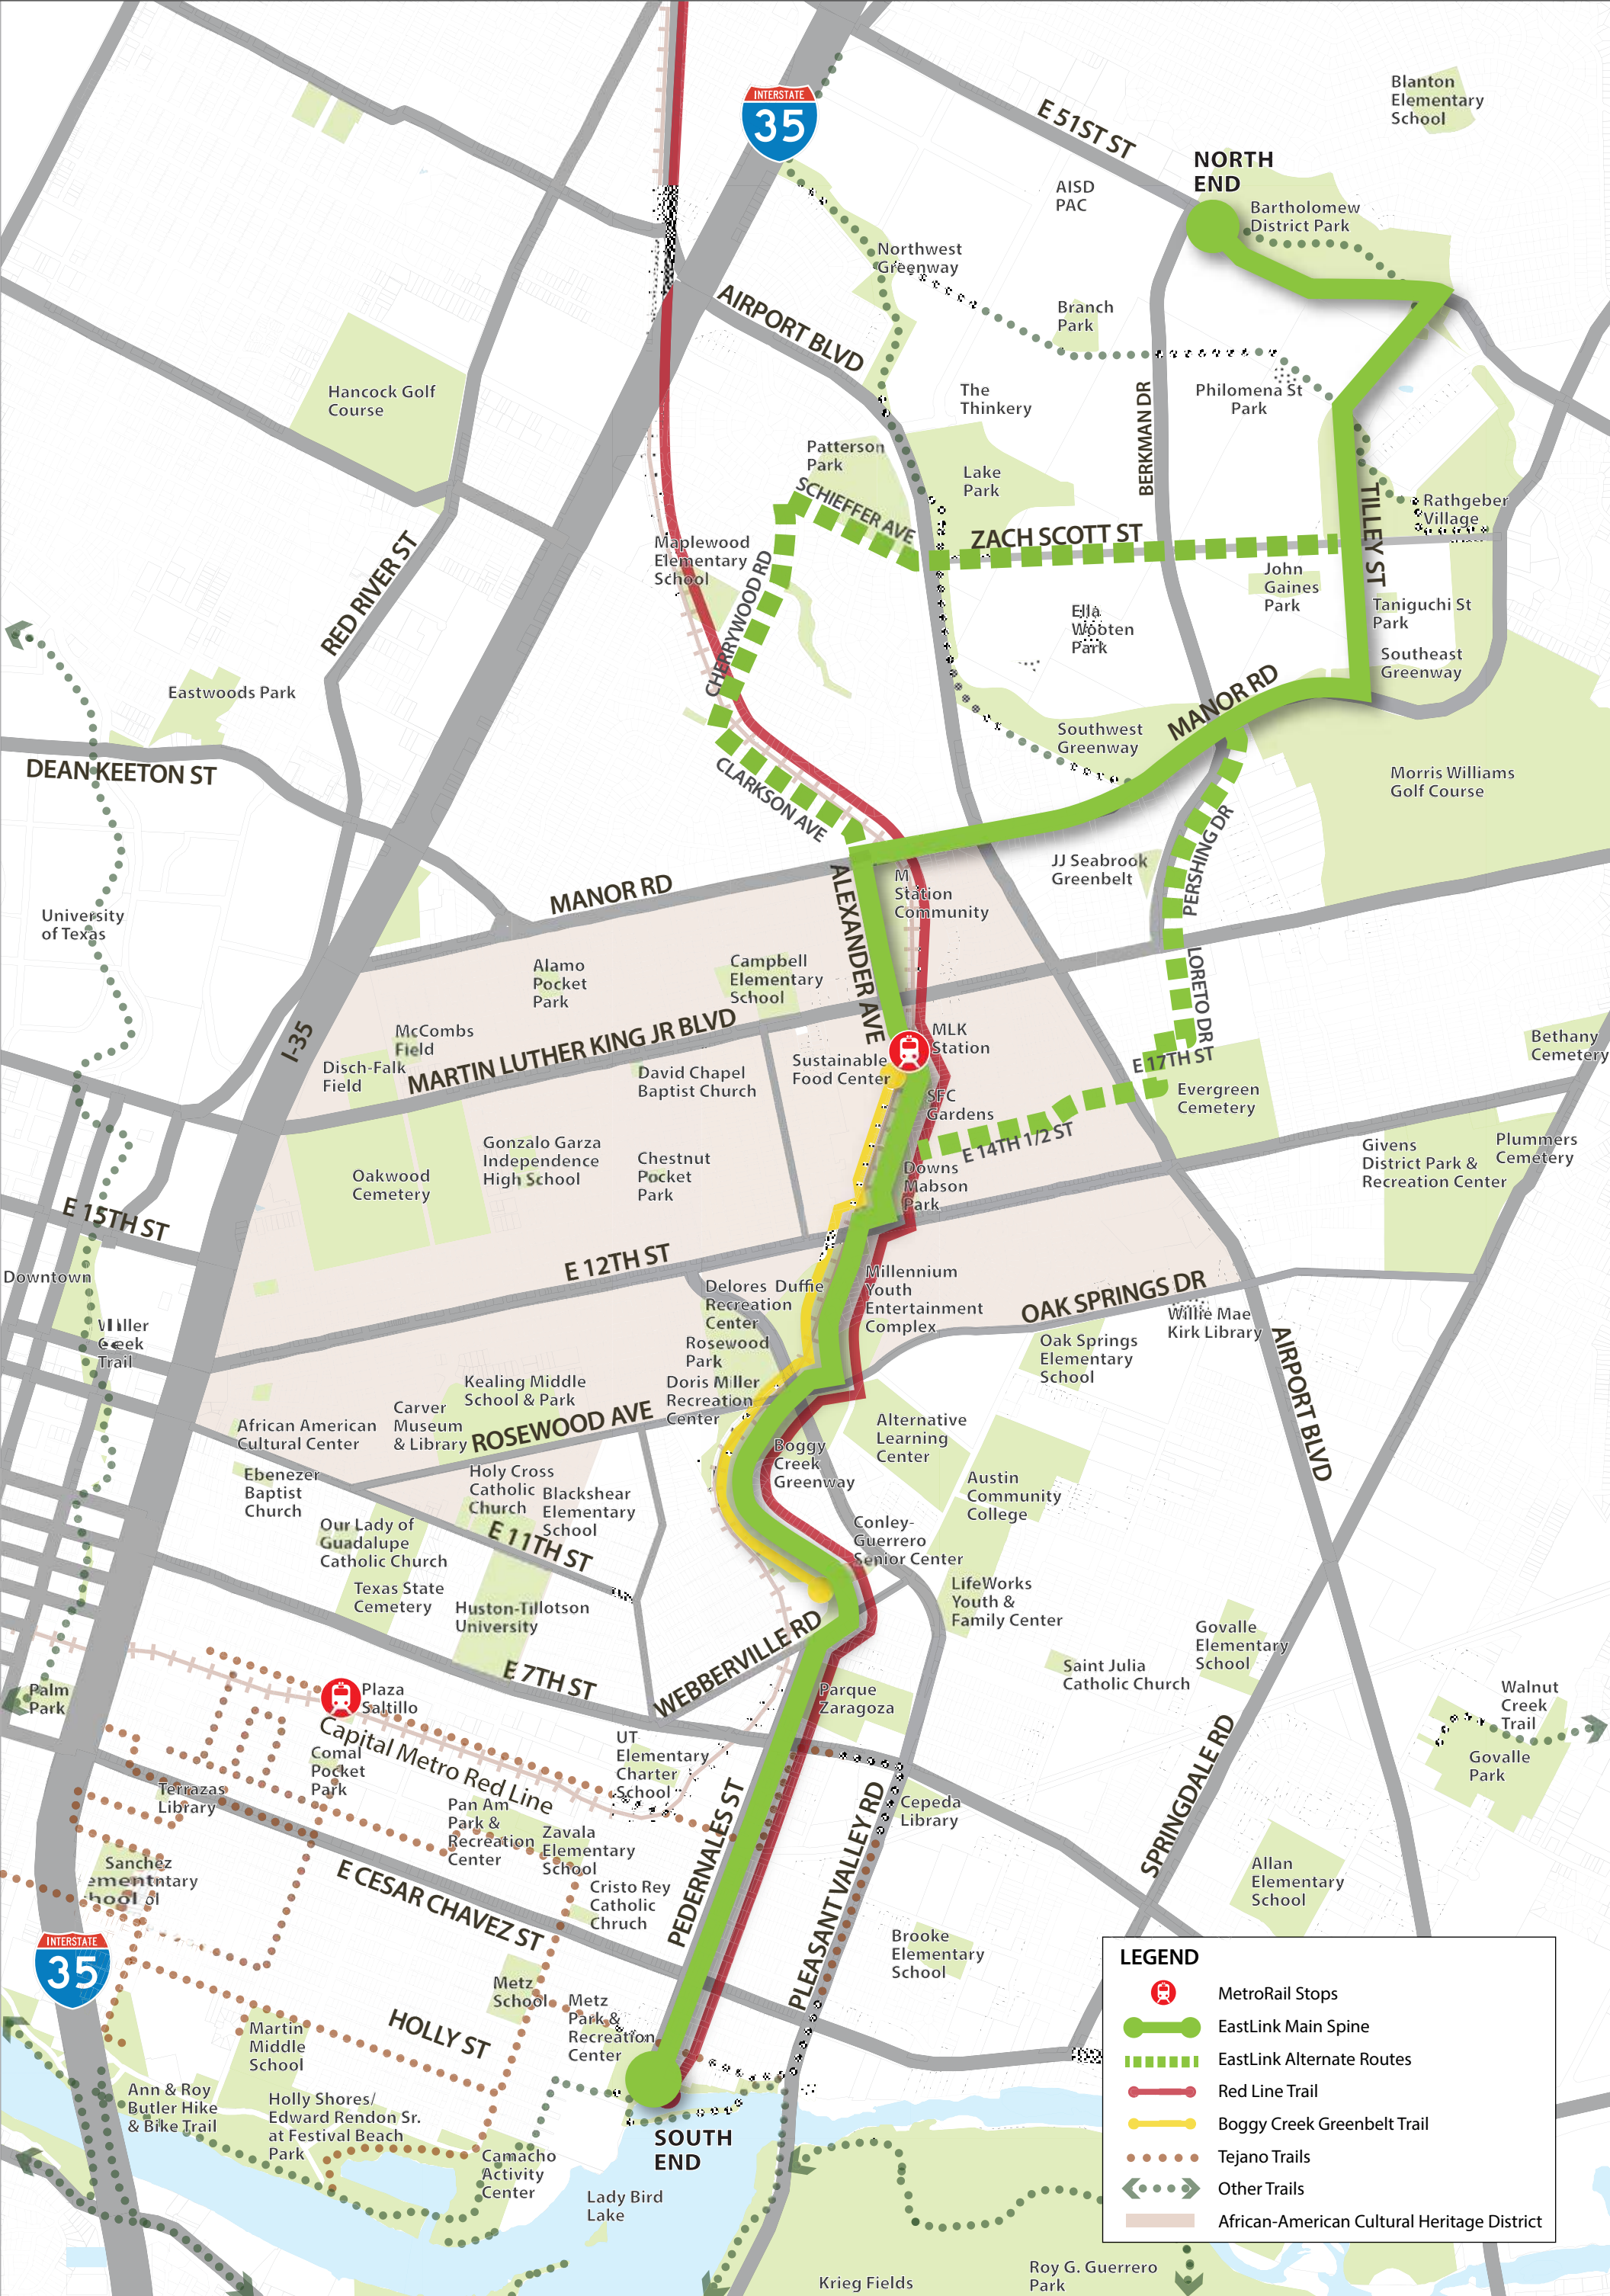 INTERSTATE
35
E 51ST ST
Blanton
Elementary
School
NORTH
END
AISD
PAC
Bartholomew
District Park
Northwest
Greenway
AIRPORT BLVD
Branch
Park
Hancock Golf
Course
The
Thinkery
BERKMAN DR
Philomena St
Park
Patterson
Park
Lake
Park
SCHIEFFER AVE
ZACH SCOTT ST
TILLEY ST
Rathgeber
Village
Maplewood
Elementary
School
RED RIVER ST
CHERRYWOOD RD
John
Gaines
Park
Ella
Wooten
Park
Taniguchi St
Park
Southeast
Greenway
Eastwoods Park
MANOR RD
Southwest
Greenway
DEAN KEETON ST
CLARKSON AVE
Morris Williams
Golf Course
PERSHING DR
JJ Seabrook
Greenbelt
MANOR RD
ALEXANDER AVE
M
Station
Community
University
of Texas
Alamo
Pocket
Park
Campbell
Elementary
School
LORETO DR
I-35
McCombs
Field
Disch-Falk
Field
MARTIN LUTHER KING JR BLVD
MLK
Station
Sustainable
Food Center
David Chapel
Baptist Church
E 17TH ST
Bethany
Cemetery
SFC
Gardens
Evergreen
Cemetery
E 14TH 1/2 ST
Gonzalo Garza
Independence
High School
Chestnut
Pocket
Park
Oakwood
Cemetery
Downs
Mabson
Park
Givens
District Park &
Recreation Center
Plummers
Cemetery
E 15TH ST
Downtown
E 12TH ST
Delores Duffie
Recreation
Center
Millennium
Youth
Entertainment
Complex
OAK SPRINGS DR
Willie Mae
Kirk Library
Creek
Trail
Rosewood
Park
Oak Springs
Elementary
School
AIRPORT BLVD
Kealing Middle
School & Park
Doris Miller
Recreation
Center
African American
Cultural Center
Carver
Museum
& Library
ROSEWOOD AVE
Alternative
Learning
Center
Boggy
Creek
Greenway
Ebenezer
Baptist
Church
Holy Cross
Catholic
Church
Blackshear
Elementary
School
Austin
Community
College
Our Lady of
Guadalupe
Catholic Church
E 11TH ST
Conley-
Guerrero
Senior Center
Texas State
Cemetery
Huston-Tillotson
University
LifeWorks
Youth &
Family Center
WEBBERVILLE RD
Govalle
Elementary
School
E 7TH ST
Saint Julia
Catholic Church
Palm
Park
Plaza
Saltillo
Parque
Zaragoza
Walnut
Creek
Trail
Capital Metro Red Line
Comal
Pocket
Park
UT
Elementary
Charter
School
SPRINGDALE RD
Govalle
Park
Terrazas
Library
Pan Am
Park &
Recreation
Center
Zavala
Elementary
School
PEDERNALES ST
PLEASANT VALLEY RD
Cepeda
Library
Sanchez
E CESAR CHAVEZ ST
Cristo Rey
Catholic
Chruch
Allan
Elementary
School
INTERSTATE
35
Brooke
Elementary
School
Metz
School
Metz
Park &
Recreation
Center
HOLLY ST
Martin
Middle
School
Ann & Roy
Butler Hike
& Bike Trail
Holly Shores/
Edward Rendon Sr.
at Festival Beach
Park
SOUTH
END
Camacho
Activity
Center
Lady Bird
Lake
Krieg Fields
Roy G. Guerrero
Park
LEGEND
MetroRail Stops
EastLink Main Spine
EastLink Alternate Routes
Red Line Trail
Boggy Creek Greenbelt Trail
Tejano Trails
Other Trails
African-American Cultural Heritage District